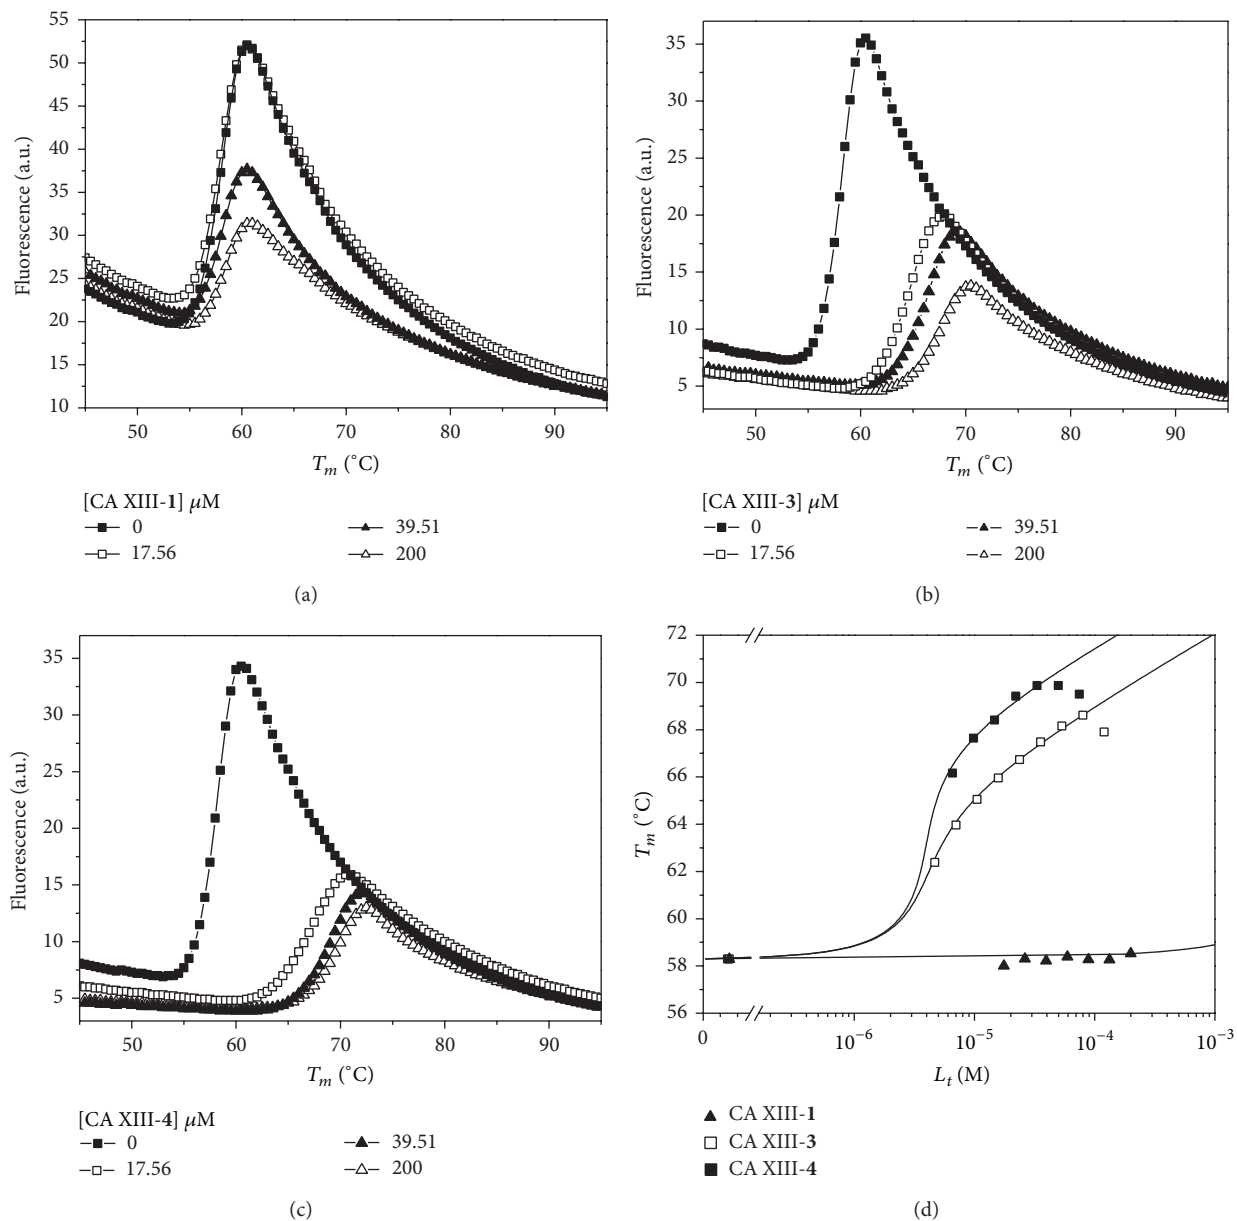 55
50
45
40
35
30
25
20
15
10
Fluorescence (a.u.)
50 60 70 80 90
T_m (°C)
[CA XIII-1] μM
0 39.51
17.56 200
(a)
35
30
25
20
15
10
5
Fluorescence (a.u.)
50 60 70 80 90
T_m (°C)
[CA XIII-3] μM
0 39.51
17.56 200
(b)
35
30
25
20
15
10
5
Fluorescence (a.u.)
50 60 70 80 90
T_m (°C)
[CA XIII-4] μM
0 39.51
17.56 200
(c)
72
70
68
66
64
62
60
58
56
T_m (°C)
0 10⁻⁶ 10⁻⁵ 10⁻⁴ 10⁻³
L_t (M)
CA XIII-1
CA XIII-3
CA XIII-4
(d)